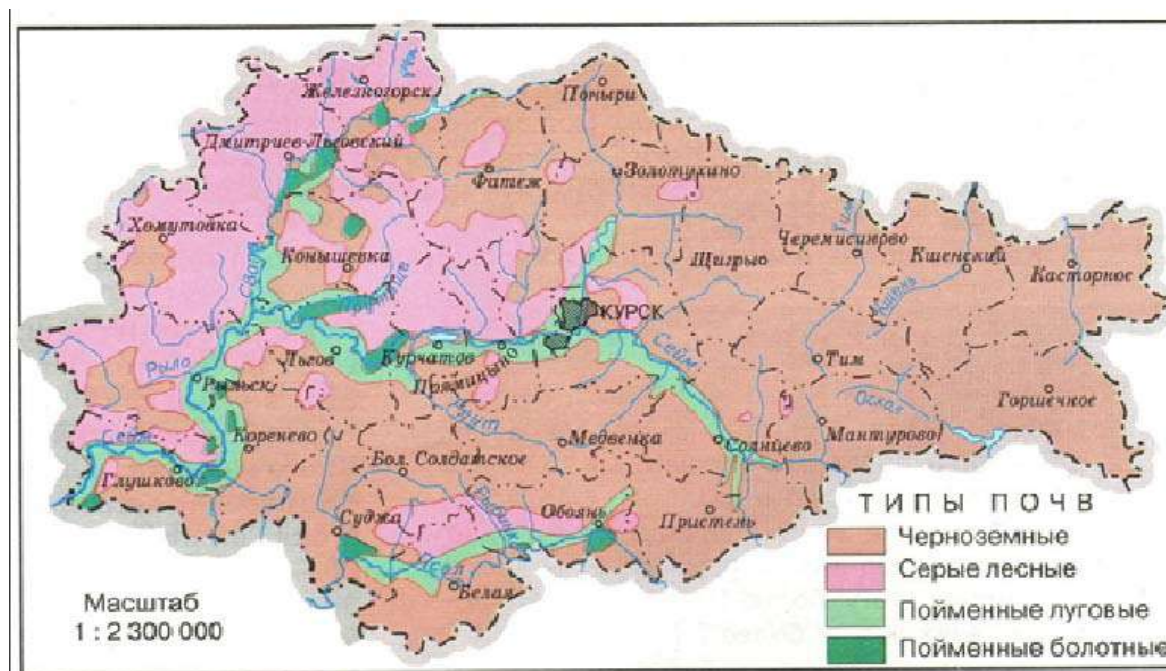 Железногорск
Поныри
Дмитриев-Льговский
Фатеж
Золотухино
Хомутовка
Свапа
Конышевка
Черемисиново
Щигры
Кшенский
Касторное
КУРСК
Сейм
Рыло
Льгов
Курчатов
Прямицыно
Рыльск
Тим
Оскол
Горшечное
Сейм
Коренево
Медвенка
Солнцево
Мантурово
Глушково
Бол. Солдатское
Суджа
Обоянь
Пристень
Псел
Белая
ТИПЫ ПОЧВ
Черноземные
Серые лесные
Пойменные луговые
Пойменные болотные
Масштаб
1 : 2 300 000